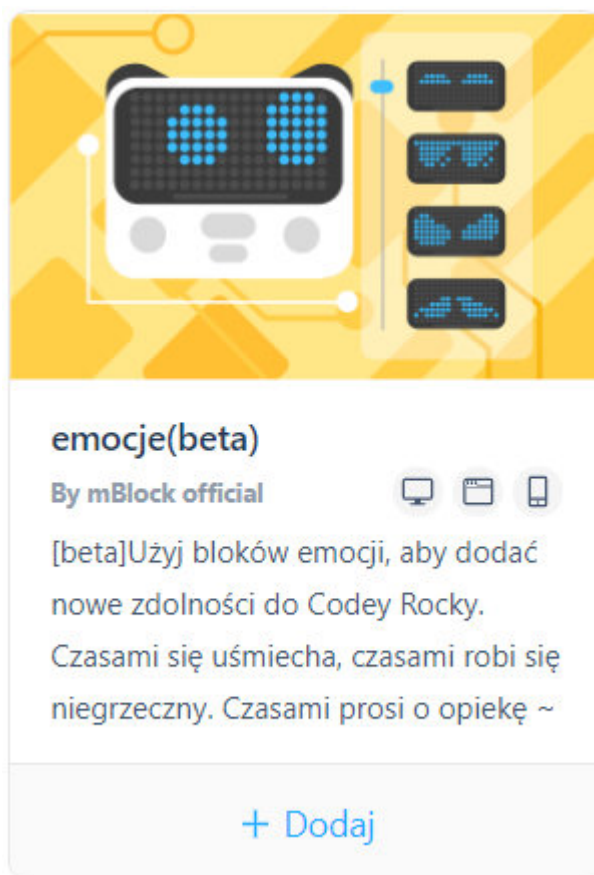 emocje(beta)
By mBlock official
[beta]Użyj bloków emocji, aby dodać
nowe zdolności do Codey Rocky.
Czasami się uśmiecha, czasami robi się
niegrzeczny. Czasami prosi o opiekę ~
+ Dodaj